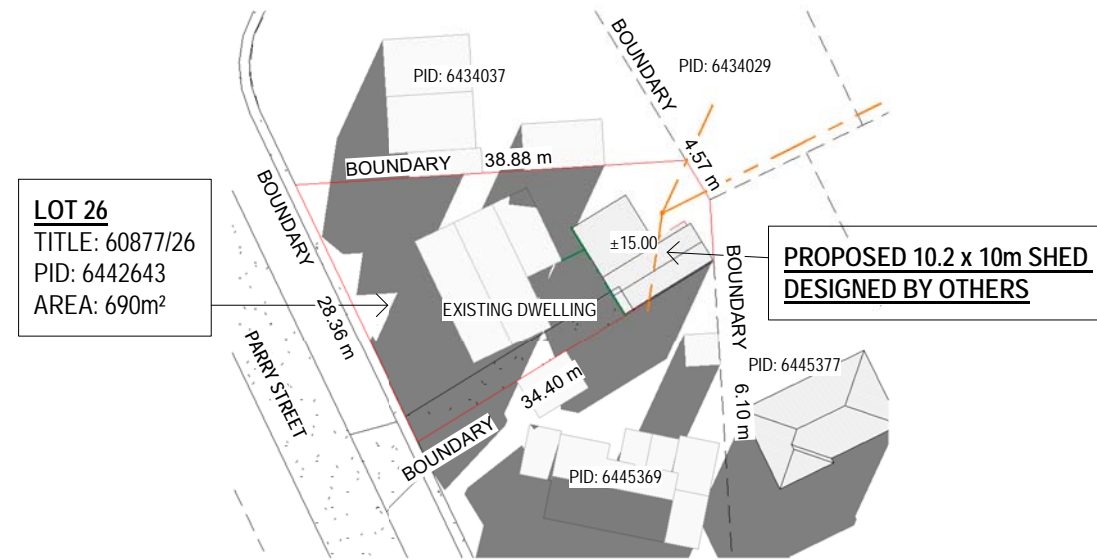 PID: 6434037
BOUNDARY
PID: 6434029
BOUNDARY 38.88 m
4.57 m
BOUNDARY
LOT 26
TITLE: 60877/26
PID: 6442643
AREA: 690m²
±15.00
PROPOSED 10.2 x 10m SHED
DESIGNED BY OTHERS
BOUNDARY
EXISTING DWELLING
28.36 m
PARRY STREET
34.40 m
BOUNDARY
PID: 6445377
6.10 m
PID: 6445369